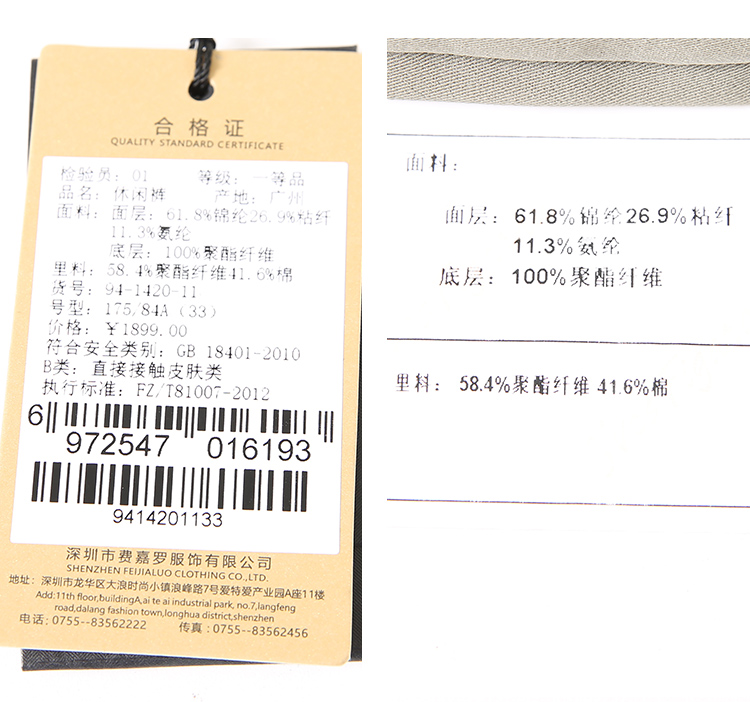 合格证
QUALITY STANDARD CERTIFICATE
检验员: 01 等级: 一等品
品名: 休闲裤 产地: 广州
面料: 面层: 61.8%锦纶26.9%粘纤
11.3%氨纶
底层: 100%聚酯纤维
里料: 58.4%聚酯纤维41.6%棉
货号: 94-1420-11
号型: 175/84A (33)
价格: ¥1899.00
符合安全类别: GB 18401-2010
B类: 直接接触皮肤类
执行标准: FZ/T81007-2012
6 972547 016193
9414201133
深圳市费嘉罗服饰有限公司
SHENZHEN FEIJIALUO CLOTHING CO.,LTD.
地址: 深圳市龙华区大浪时尚小镇浪峰路7号爱特爱产业园A座11楼
Add:11th floor,buildingA,ai te ai industrial park, no.7,langfeng
road,dalang fashion town,longhua district,shenzhen
电话: 0755--83562222 传真: 0755--83562456
面料:
面层: 61.8%锦纶26.9%粘纤
11.3%氨纶
底层: 100%聚酯纤维
里料: 58.4%聚酯纤维 41.6%棉